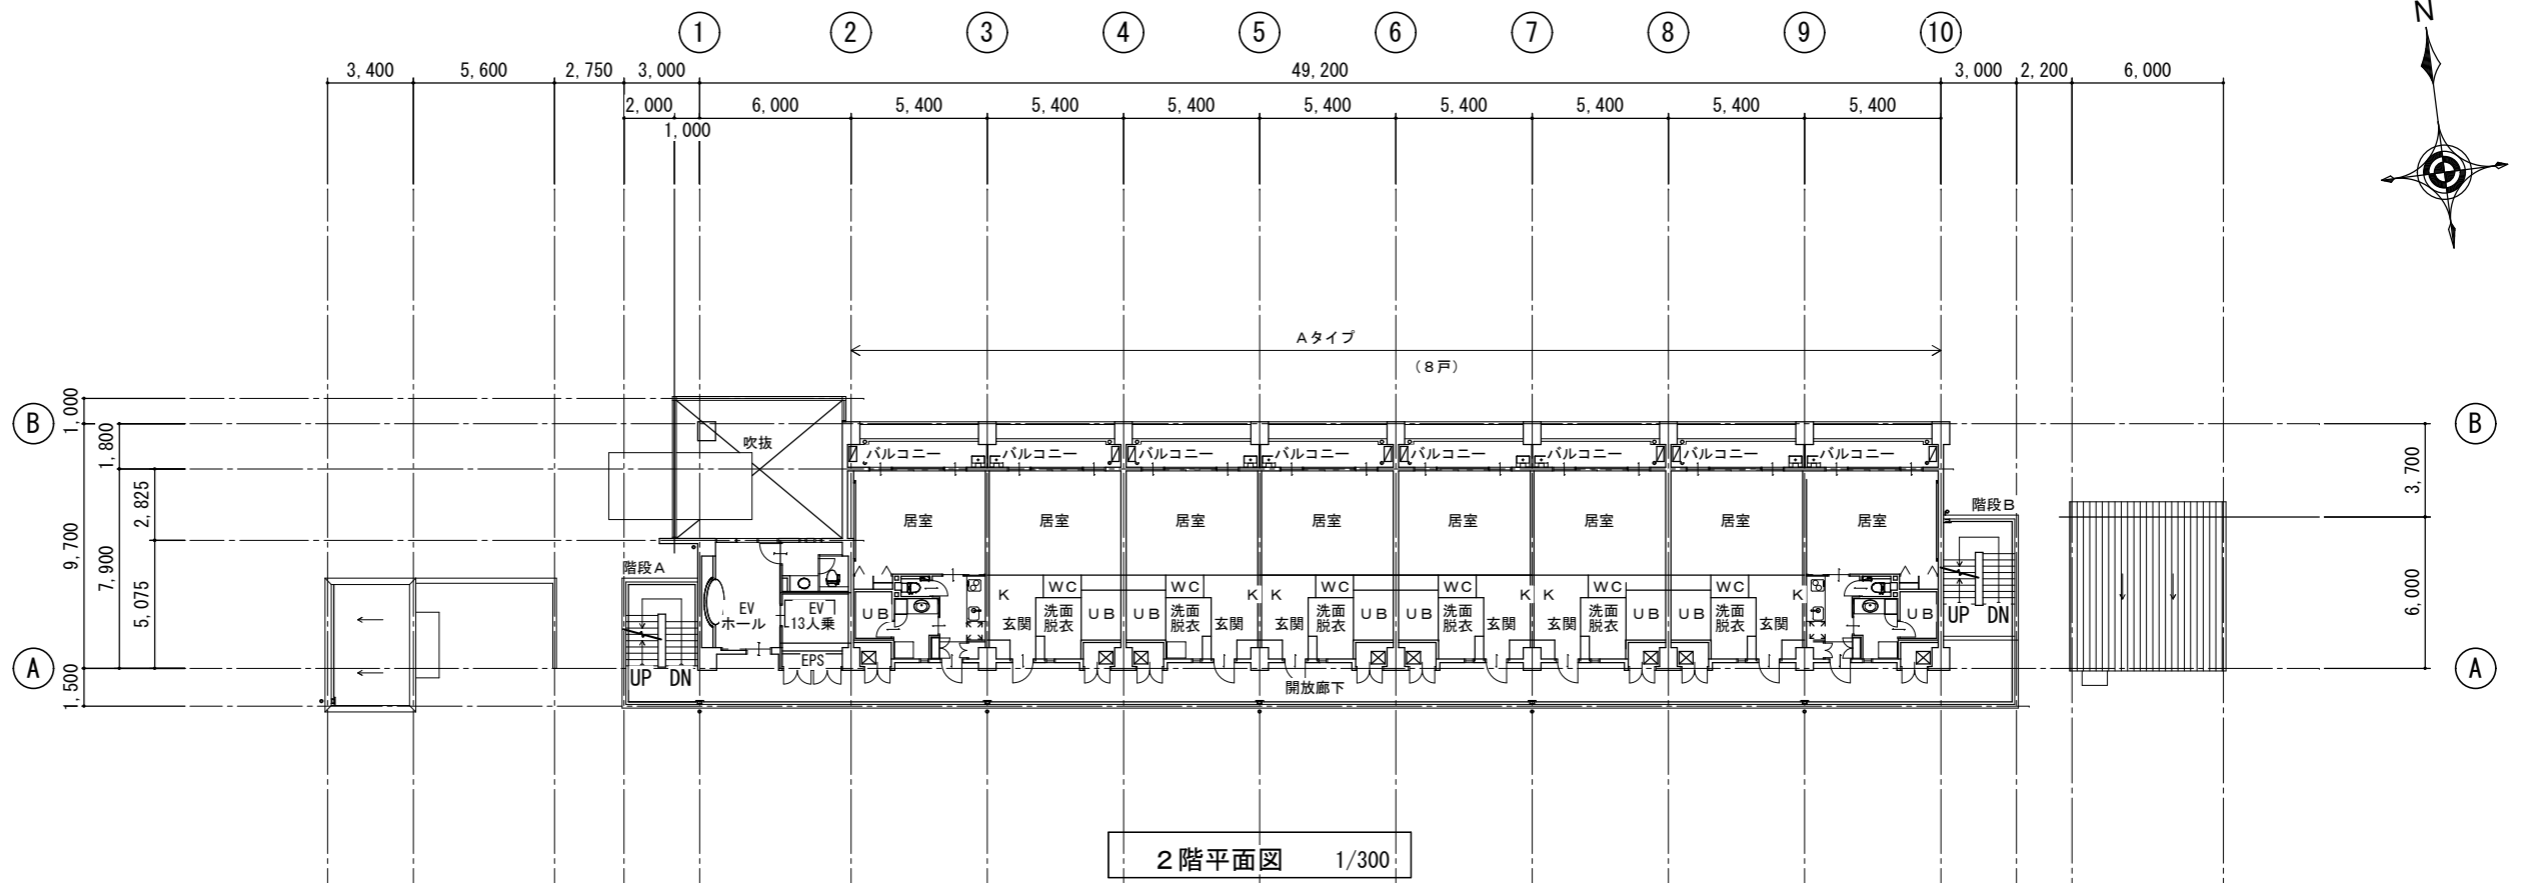 N
1 2 3 4 5 6 7 8 9 10
3,400 5,600 2,750 3,000 49,200 3,000 2,200 6,000
2,000 6,000 5,400 5,400 5,400 5,400 5,400 5,400 5,400 5,400
1,000
Aタイプ
(8戸)
B
1,000
1,800
2,825
9,700
7,900
5,075
A
1,500
B
3,700
6,000
A
吹抜
バルコニー バルコニー バルコニー バルコニー バルコニー バルコニー バルコニー バルコニー
居室 居室 居室 居室 居室 居室 居室 居室
階段B
階段A
WC WC WC WC WC WC
K K K K K K
UB UB UB UB UB UB UB UB
洗面 洗面 洗面 洗面 洗面 洗面
脱衣 脱衣 脱衣 脱衣 脱衣 脱衣
玄関 玄関 玄関 玄関 玄関 玄関
EV
ホール
EV
13人乗
EPS
UP DN
UP DN
開放廊下
2階平面図 1/300